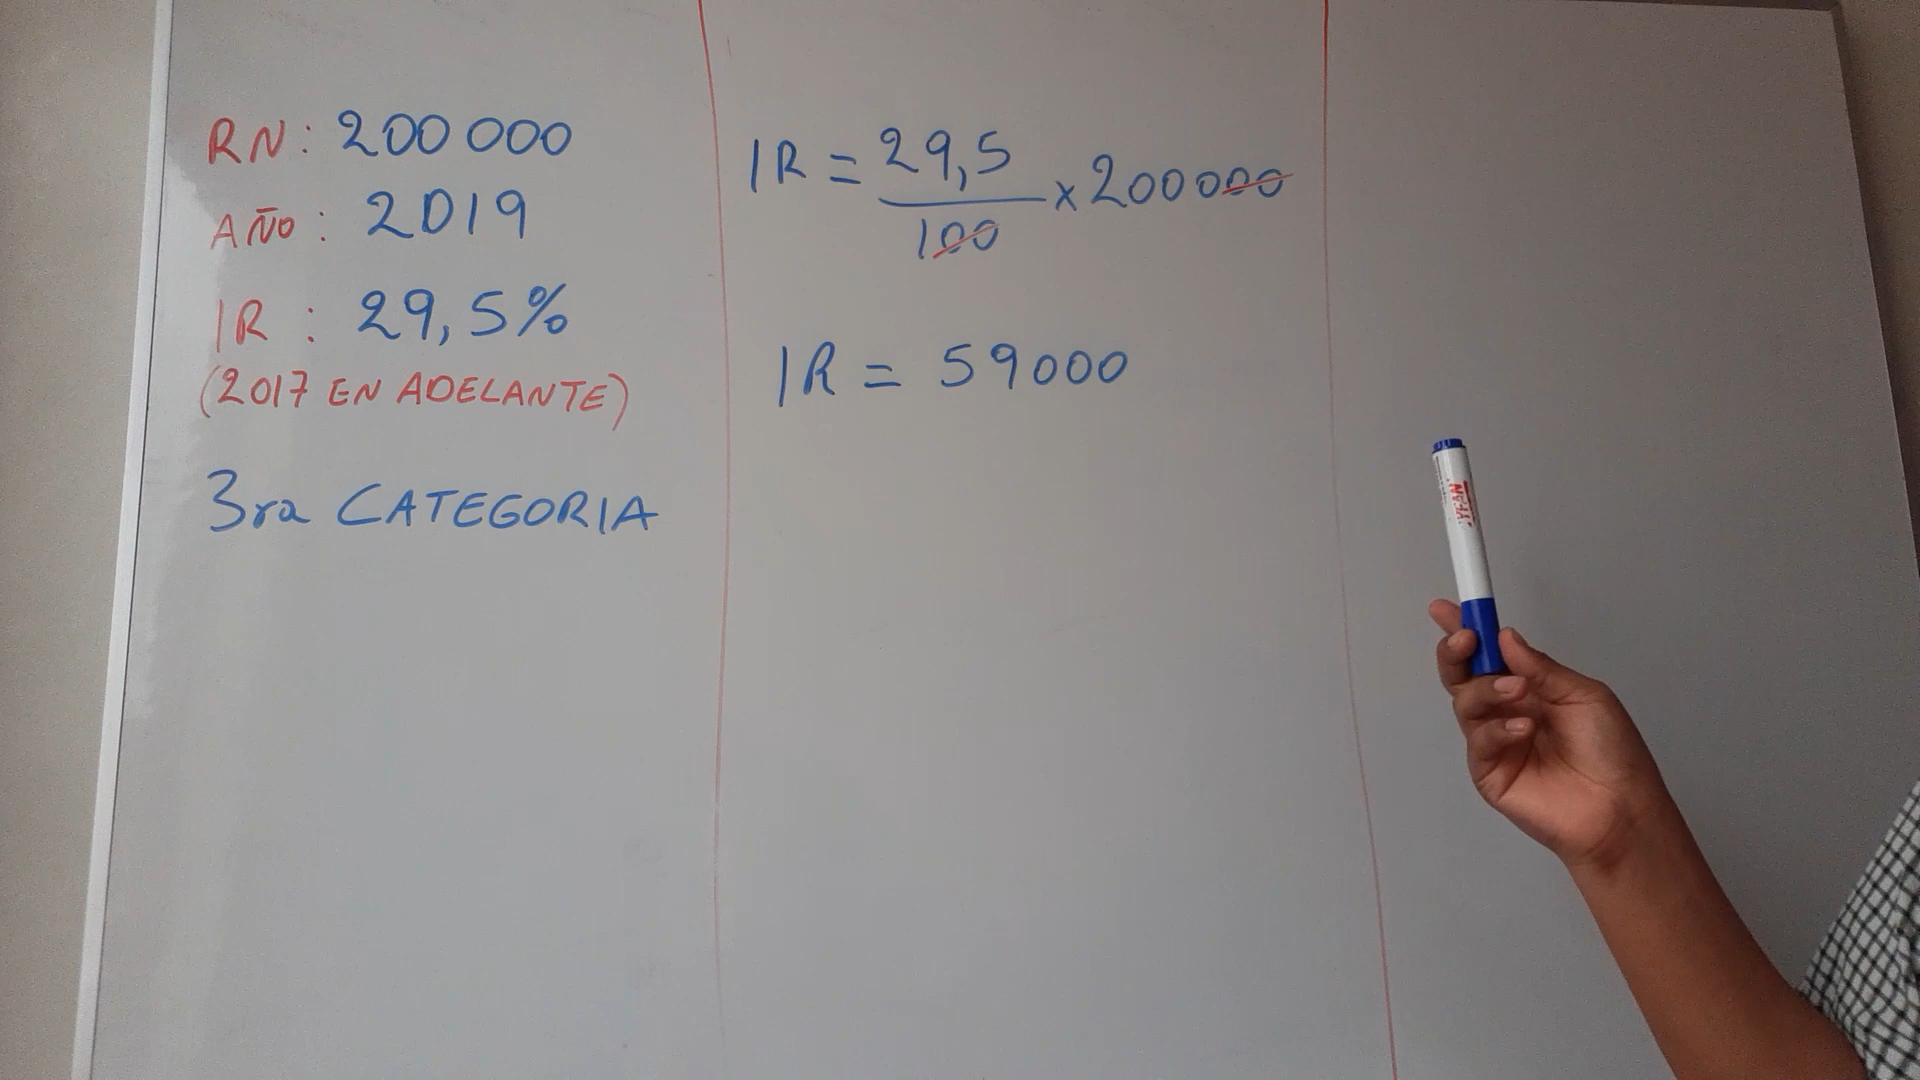 RN: 200 000
AÑO: 2019
IR : 29,5%
(2017 EN ADELANTE)
3ra CATEGORIA
IR = 29,5/100 x 200000
IR = 59000